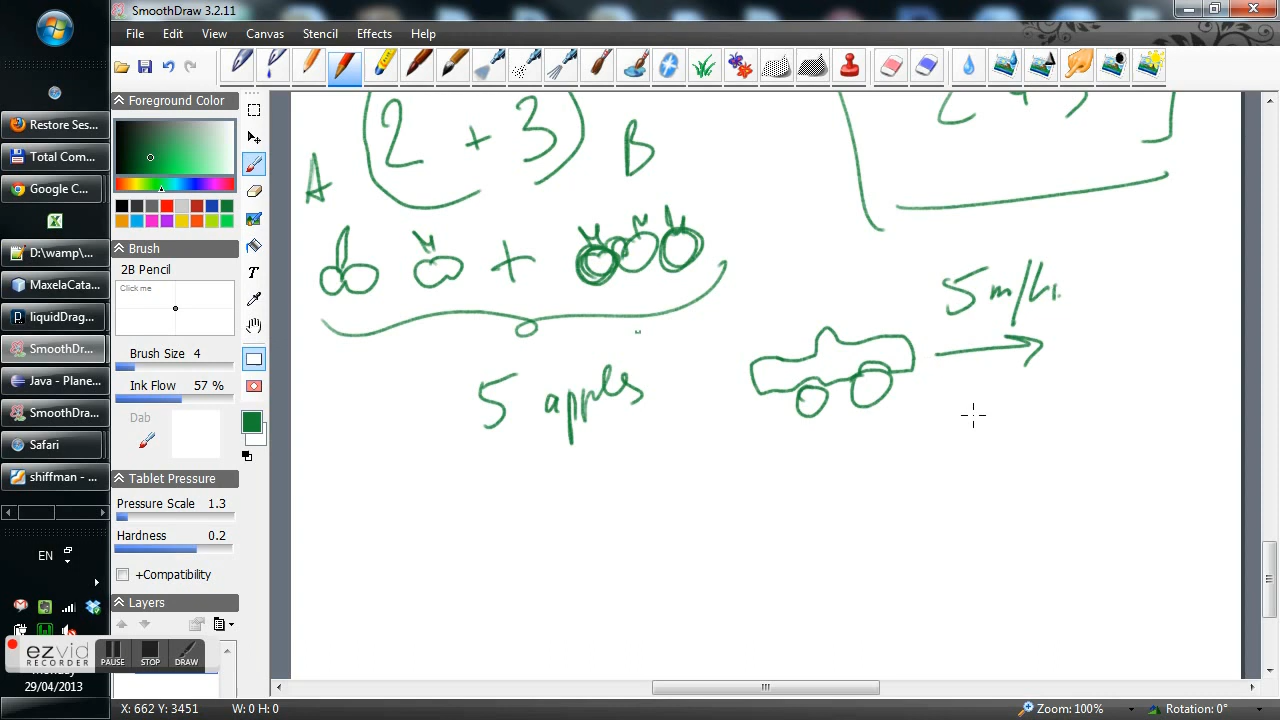 SmoothDraw 3.2.11
File Edit View Canvas Stencil Effects Help
Foreground Color
Brush
2B Pencil
Click me
Brush Size 4
Ink Flow 57 %
Dab
Tablet Pressure
Pressure Scale 1.3
Hardness 0.2
+Compatibility
Layers
Restore Ses...
Total Com...
Google C...
D:\wamp\...
MaxelaCata...
liquidDrag...
SmoothDr...
Java - Plane...
SmoothDra...
Safari
shiffman - ...
EN
ezvid
RECORDER
PAUSE STOP DRAW
29/04/2013
(2 + 3)
A B
+
5 m/h.
5 apples
X: 662 Y: 3451 W: 0 H: 0 Zoom: 100% Rotation: 0°